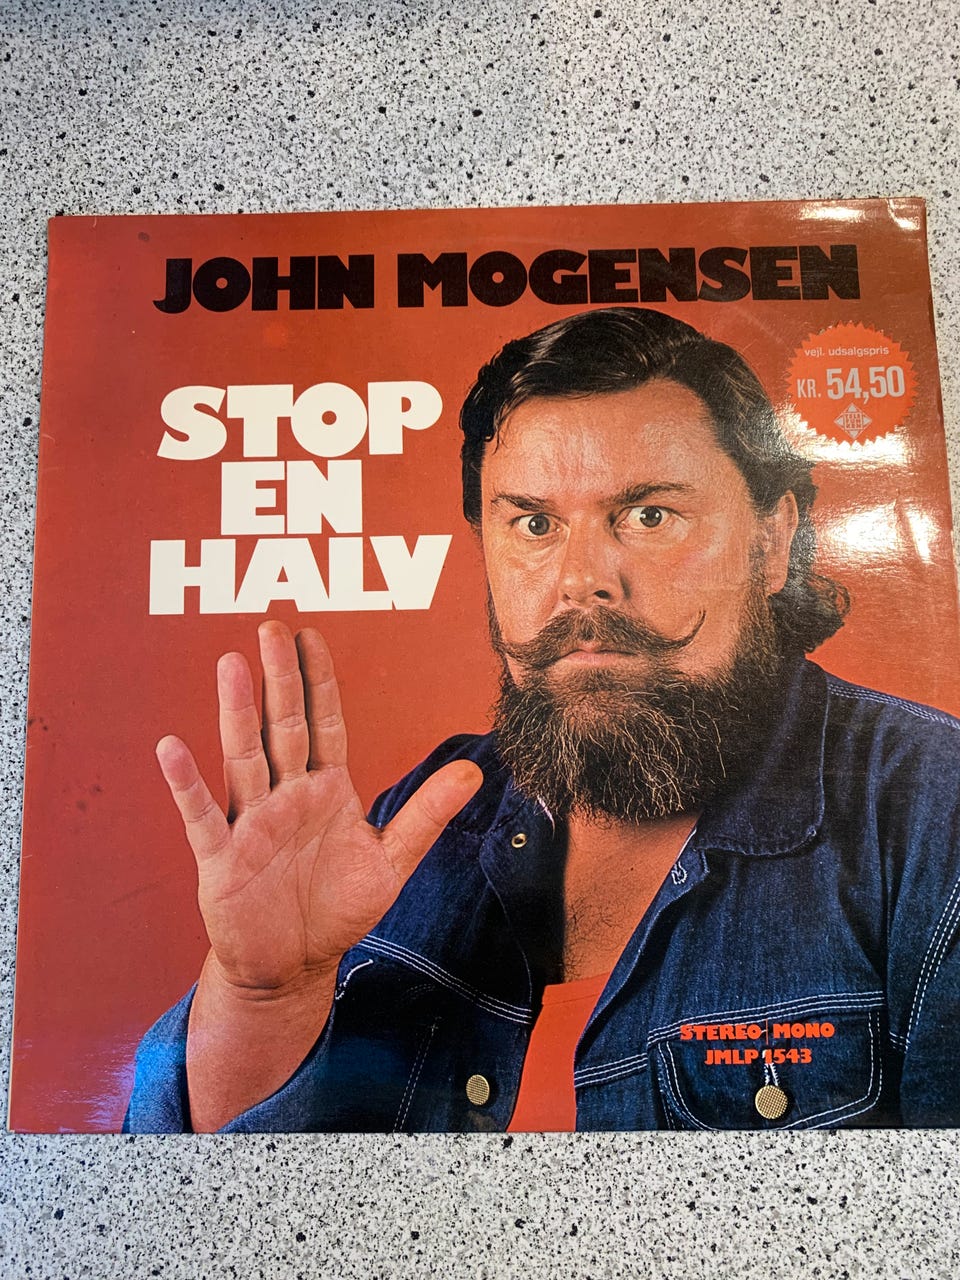 JOHN MOGENSEN
vejl. udsalgspris
KR. 54,50
STOP
EN
HALV
STEREO MONO
JMLP 1543